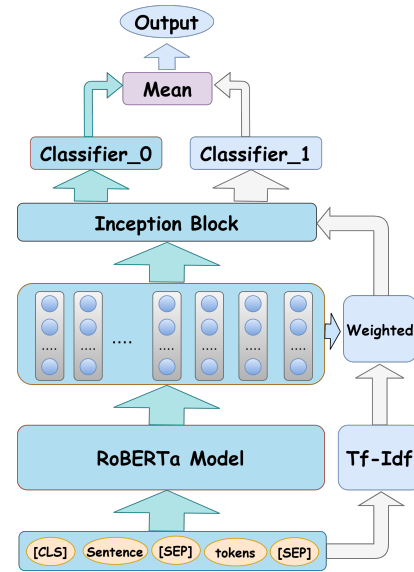 Output
Mean
Classifier_0
Classifier_1
Inception Block
....
.... .... .... .... .... ....
Weighted
RoBERTa Model
Tf-Idf
[CLS] Sentence [SEP] tokens [SEP]